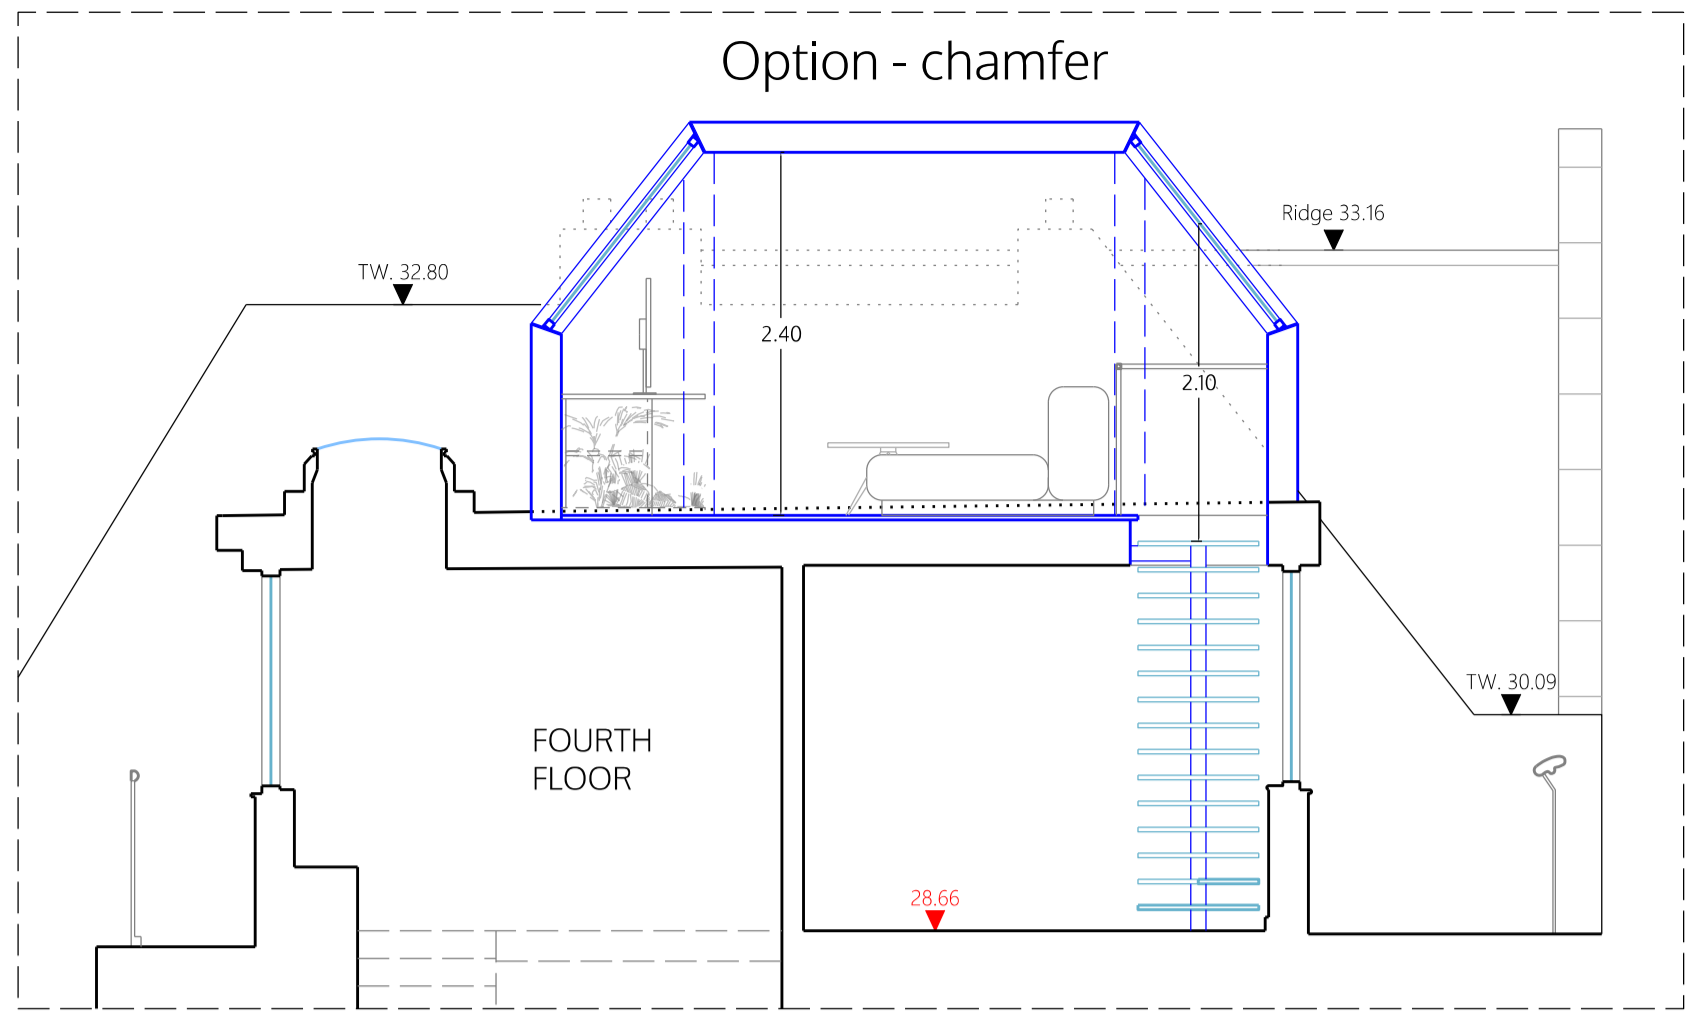 Option - chamfer
Ridge 33.16
TW. 32.80
2.40
2.10
TW. 30.09
FOURTH
FLOOR
28.66